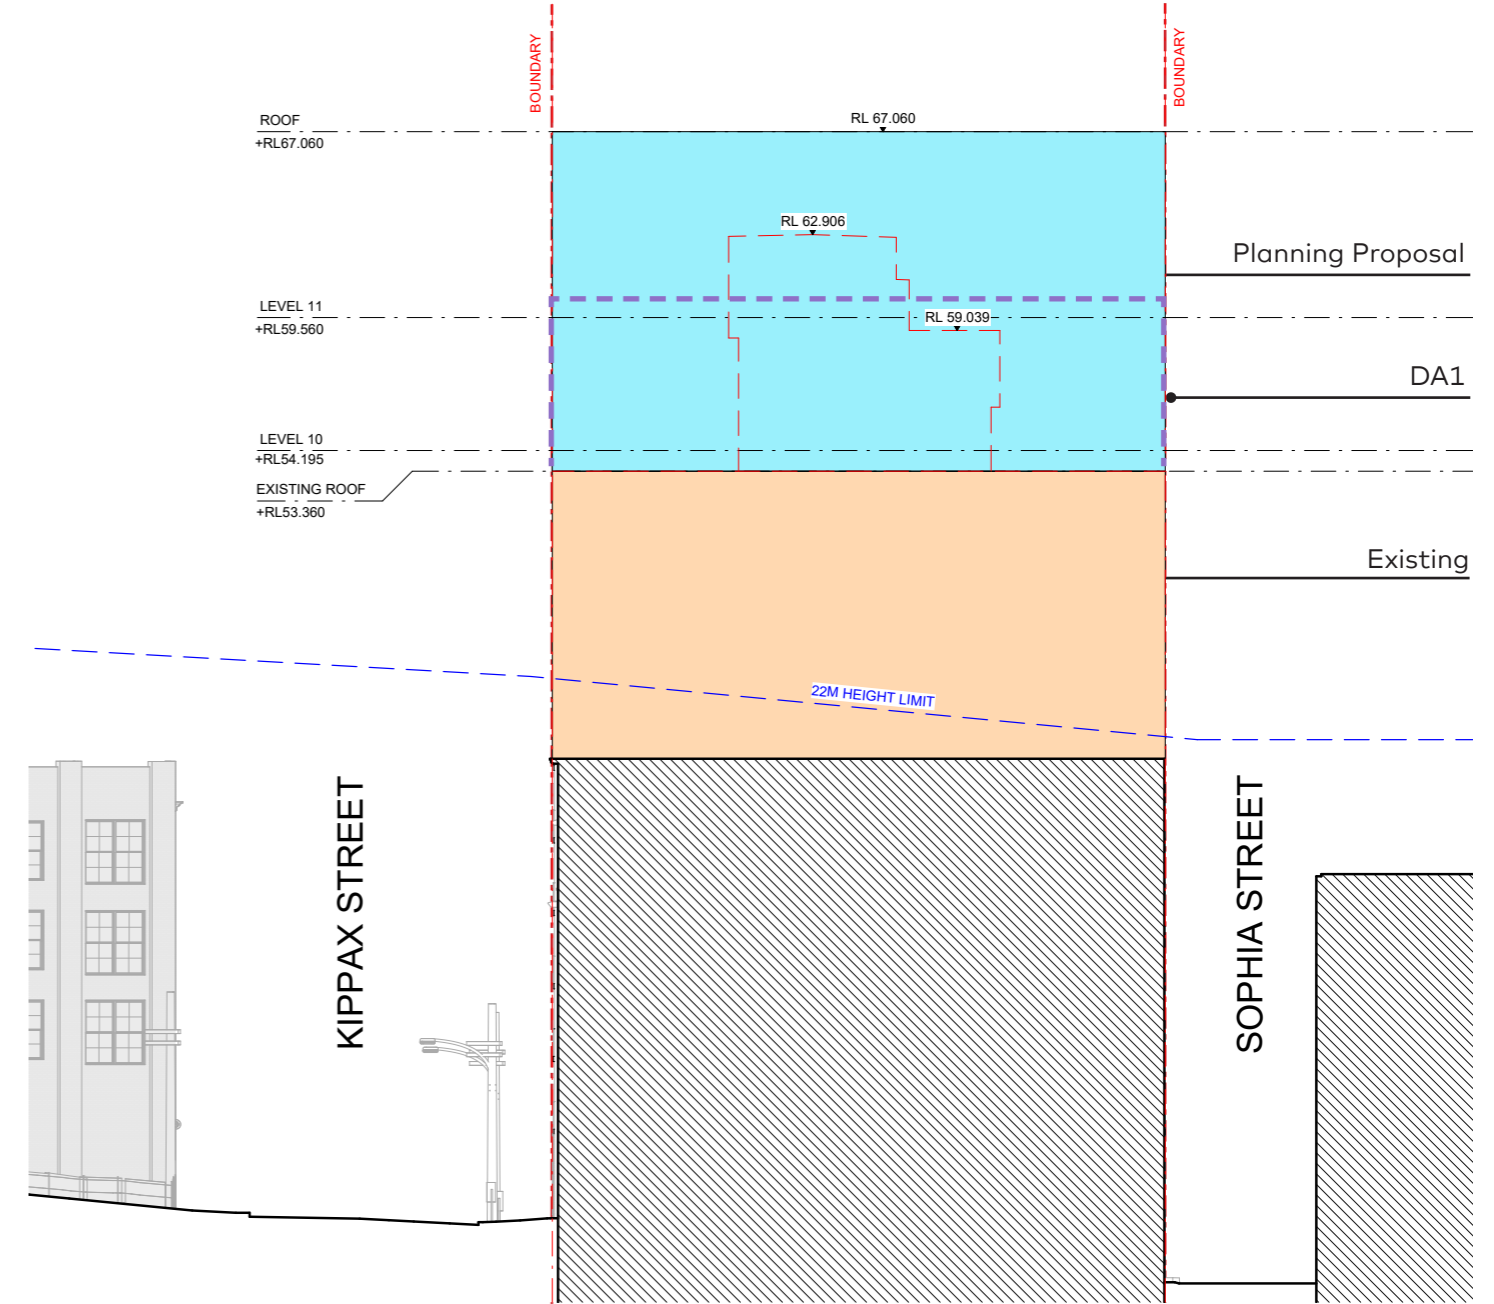 BOUNDARY
BOUNDARY
ROOF
+RL67.060
RL 67.060
RL 62.906
Planning Proposal
LEVEL 11
+RL59.560
RL 59.039
DA1
LEVEL 10
+RL54.195
EXISTING ROOF
+RL53.360
Existing
22M HEIGHT LIMIT
KIPPAX STREET
SOPHIA STREET